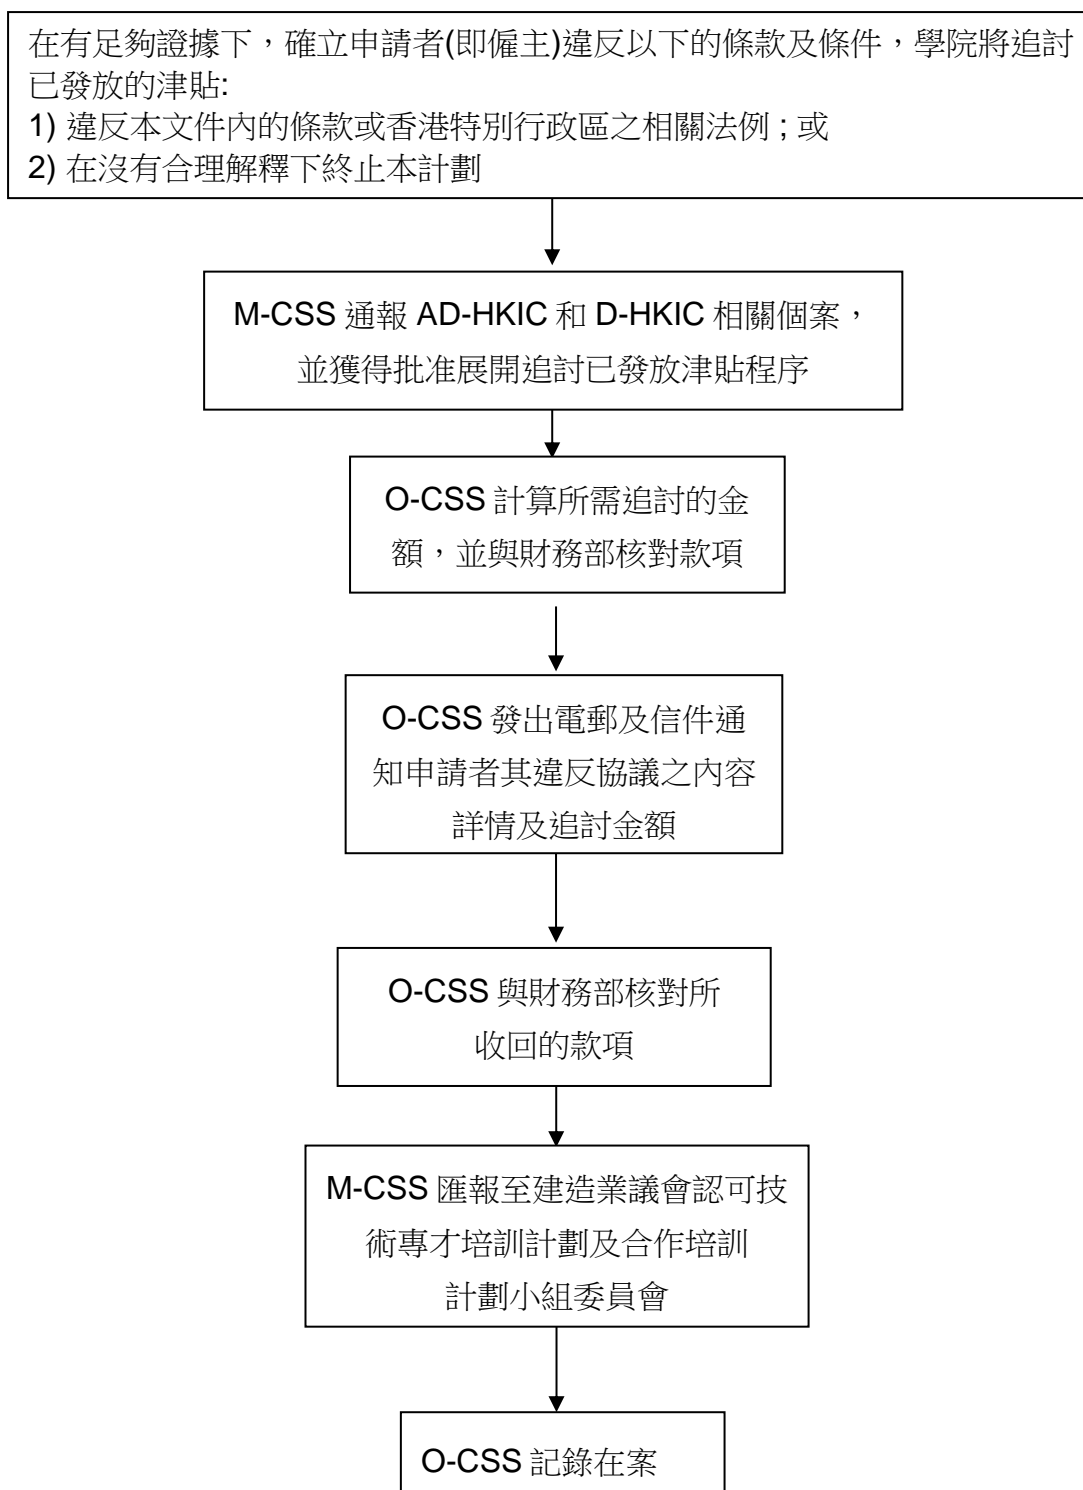 在有足夠證據下，確立申請者(即僱主)違反以下的條款及條件，學院將追討
已發放的津貼:
1) 違反本文件內的條款或香港特別行政區之相關法例 ; 或
2) 在沒有合理解釋下終止本計劃
M-CSS 通報 AD-HKIC 和 D-HKIC 相關個案，
並獲得批准展開追討已發放津貼程序
O-CSS 計算所需追討的金
額，並與財務部核對款項
O-CSS 發出電郵及信件通
知申請者其違反協議之內容
詳情及追討金額
O-CSS 與財務部核對所
收回的款項
M-CSS 匯報至建造業議會認可技
術專才培訓計劃及合作培訓
計劃小組委員會
O-CSS 記錄在案